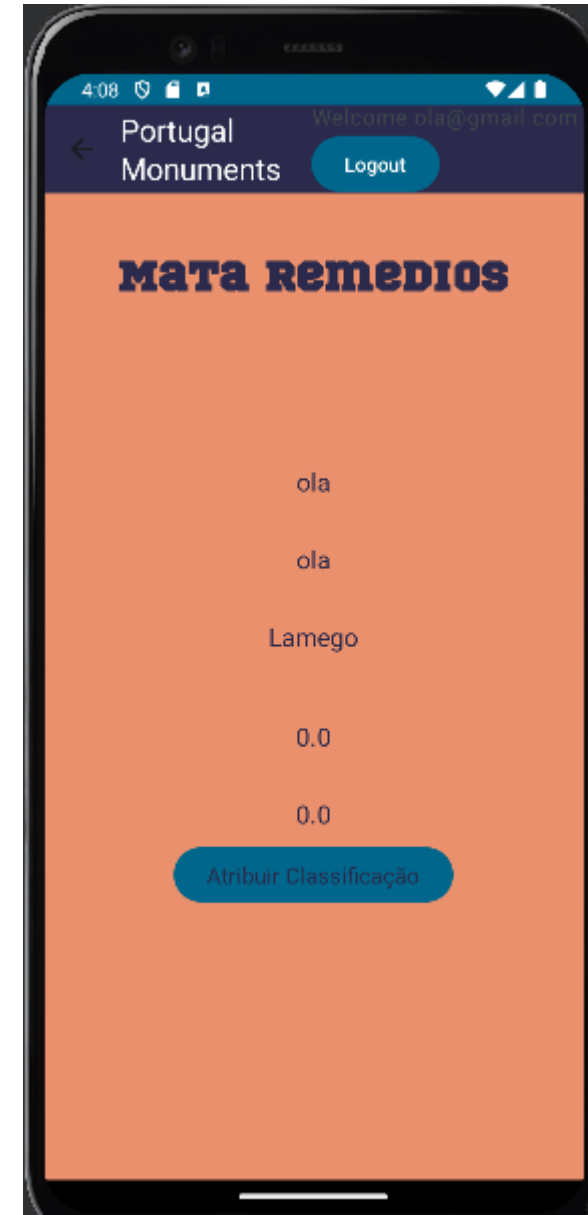 4:08
Welcome ola@gmail.com
Portugal
Monuments
Logout
Mata Remedios
ola
ola
Lamego
0.0
0.0
Atribuir Classificação